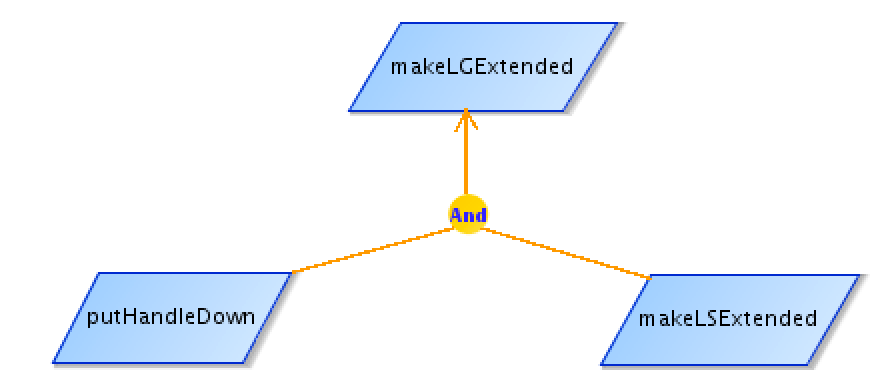 makeLGExtended
And
putHandleDown
makeLSExtended